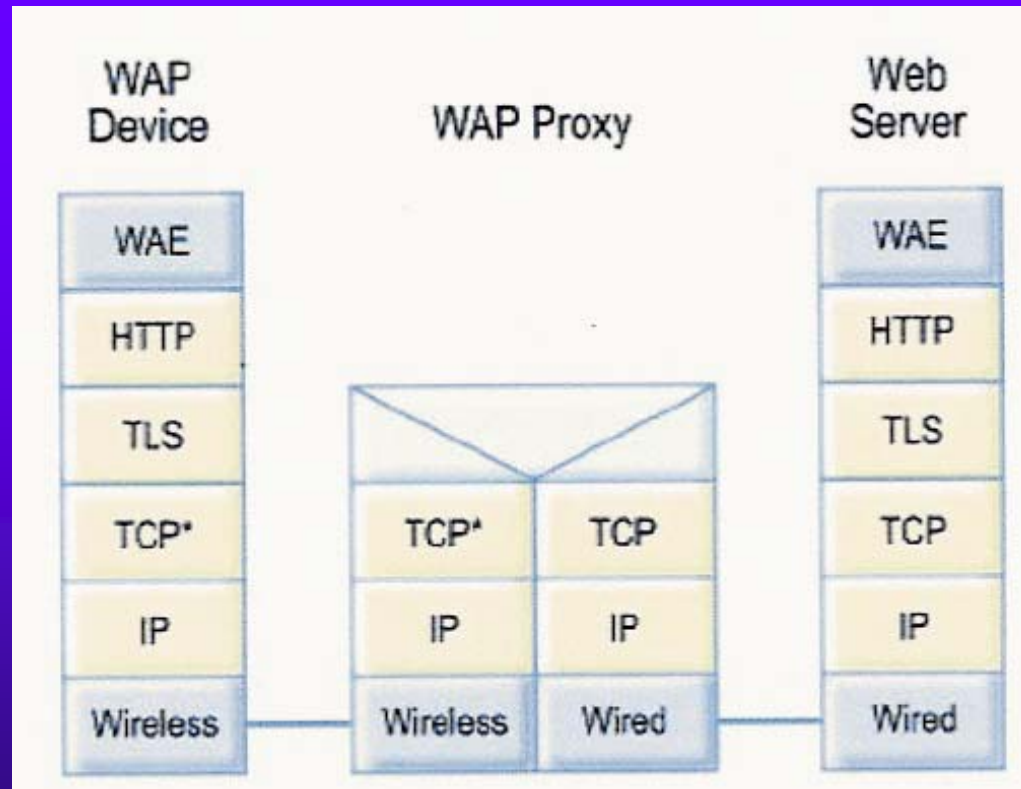 WAP
Device
WAP Proxy
Web
Server
WAE
WAE
HTTP
HTTP
TLS
TLS
TCP*
TCP*
TCP
TCP
IP
IP
IP
IP
Wireless
Wireless
Wired
Wired